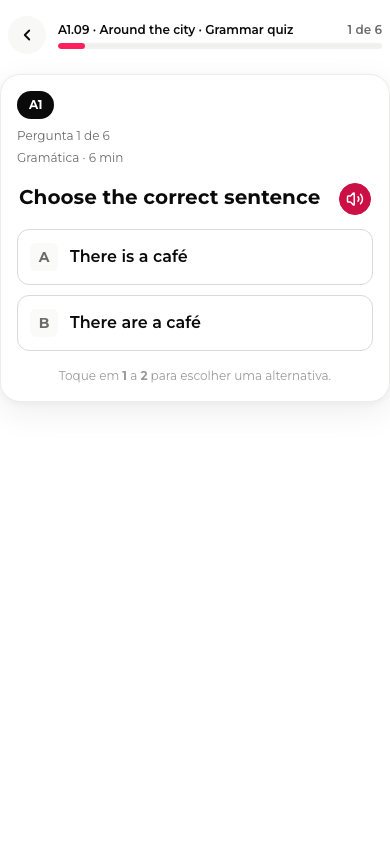 A1.09 · Around the city · Grammar quiz
1 de 6
A1
Pergunta 1 de 6
Gramática · 6 min
Choose the correct sentence
A There is a café
B There are a café
Toque em 1 a 2 para escolher uma alternativa.